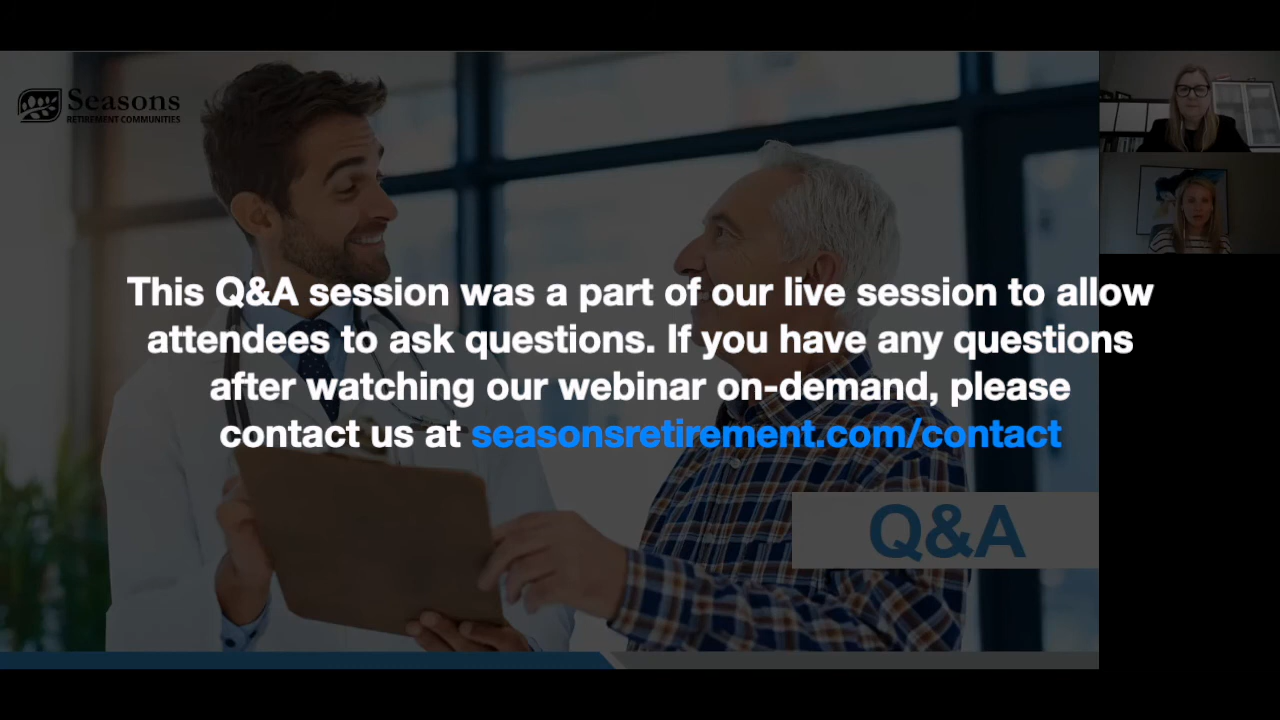 Seasons
RETIREMENT COMMUNITIES
This Q&A session was a part of our live session to allow
attendees to ask questions. If you have any questions
after watching our webinar on-demand, please
contact us at seasonsretirement.com/contact
Q&A